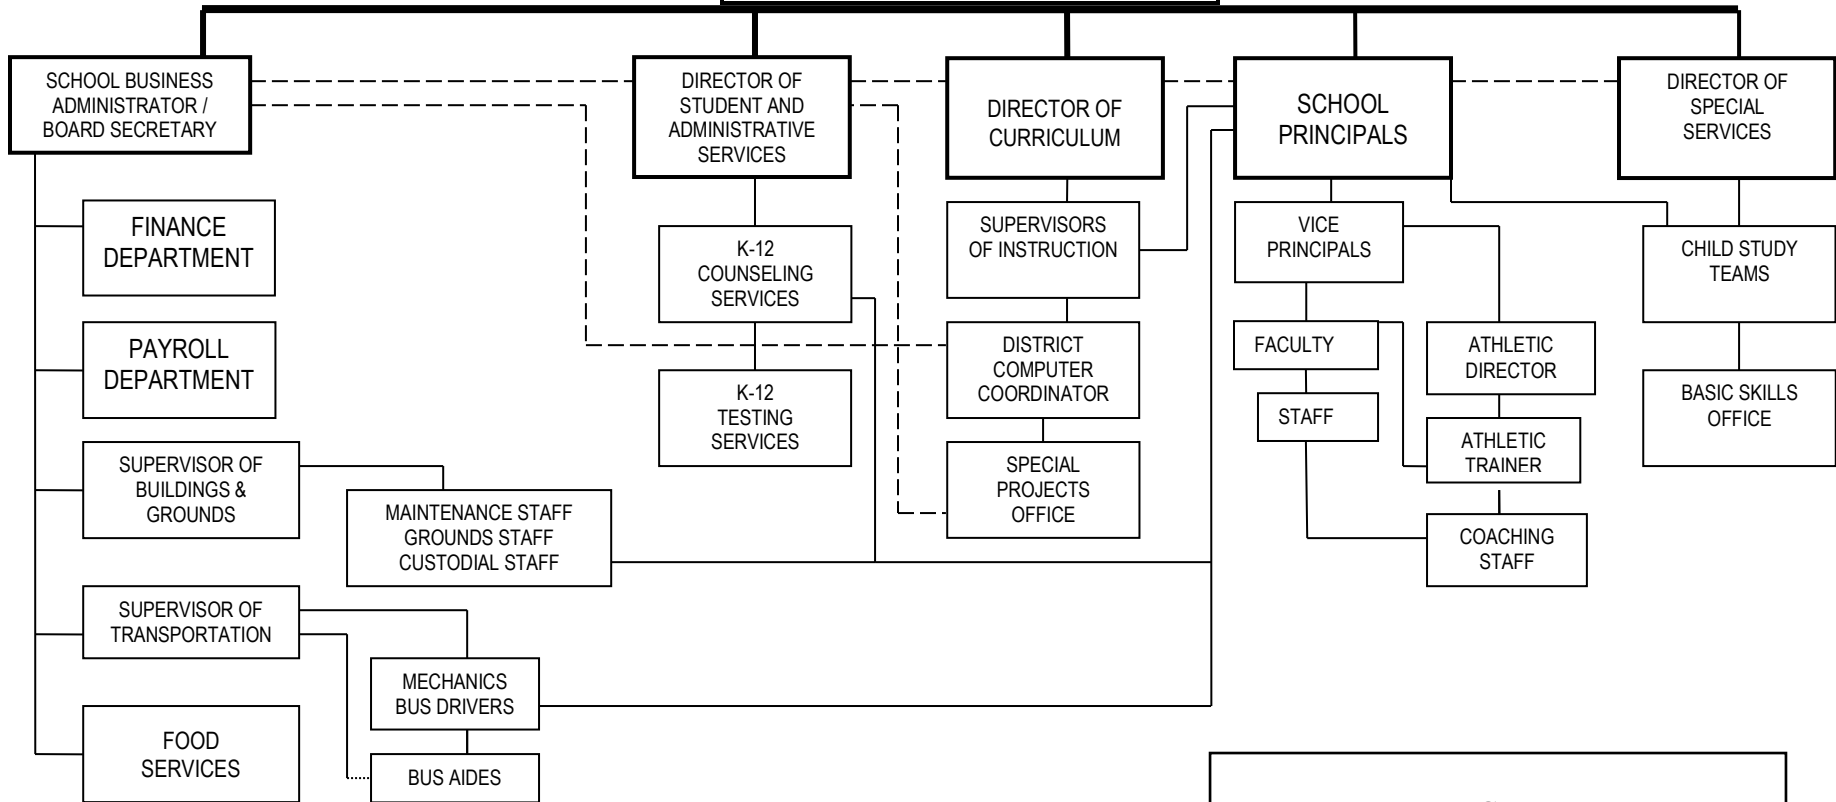 SCHOOL BUSINESS
ADMINISTRATOR /
BOARD SECRETARY
DIRECTOR OF
STUDENT AND
ADMINISTRATIVE
SERVICES
DIRECTOR OF
CURRICULUM
SCHOOL
PRINCIPALS
DIRECTOR OF
SPECIAL
SERVICES
FINANCE
DEPARTMENT
PAYROLL
DEPARTMENT
SUPERVISOR OF
BUILDINGS &
GROUNDS
MAINTENANCE STAFF
GROUNDS STAFF
CUSTODIAL STAFF
SUPERVISOR OF
TRANSPORTATION
MECHANICS
BUS DRIVERS
BUS AIDES
FOOD
SERVICES
K-12
COUNSELING
SERVICES
K-12
TESTING
SERVICES
SUPERVISORS
OF INSTRUCTION
DISTRICT
COMPUTER
COORDINATOR
SPECIAL
PROJECTS
OFFICE
VICE
PRINCIPALS
FACULTY
STAFF
ATHLETIC
DIRECTOR
ATHLETIC
TRAINER
COACHING
STAFF
CHILD STUDY
TEAMS
BASIC SKILLS
OFFICE